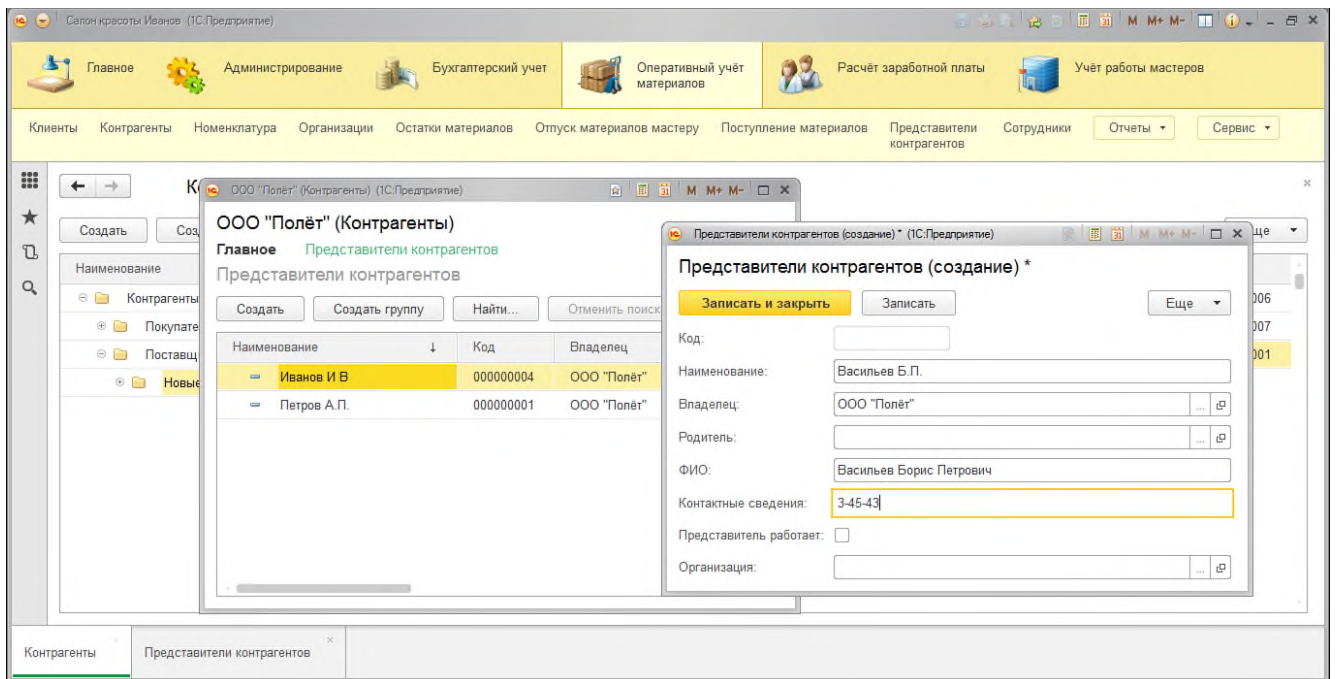 Салон красоты Иванов (1С:Предприятие)
M M+ M-
Главное
Администрирование
Бухгалтерский учет
Оперативный учёт
материалов
Расчёт заработной платы
Учёт работы мастеров
Клиенты Контрагенты Номенклатура Организации Остатки материалов Отпуск материалов мастеру Поступление материалов Представители
контрагентов
Сотрудники Отчеты Сервис
ООО "Полёт" (Контрагенты) (1С:Предприятие)
M M+ M-
Создать
Наименование
Контрагенты
006
007
001
Новые
ООО "Полёт" (Контрагенты)
Главное Представители контрагентов
Представители контрагентов
Создать Создать группу Найти... Отменить поиск
Наименование ↓ Код Владелец
Иванов И В 000000004 ООО "Полёт"
Петров А.П. 000000001 ООО "Полёт"
Представители контрагентов (создание) * (1С:Предприятие)
M M+ M-
Представители контрагентов (создание) *
Записать и закрыть Записать Еще
Код:
Наименование: Васильев Б.П.
Владелец: ООО "Полёт" ...
Родитель: ...
ФИО: Васильев Борис Петрович
Контактные сведения: 3-45-43
Представитель работает:
Организация: ...
Контрагенты Представители контрагентов